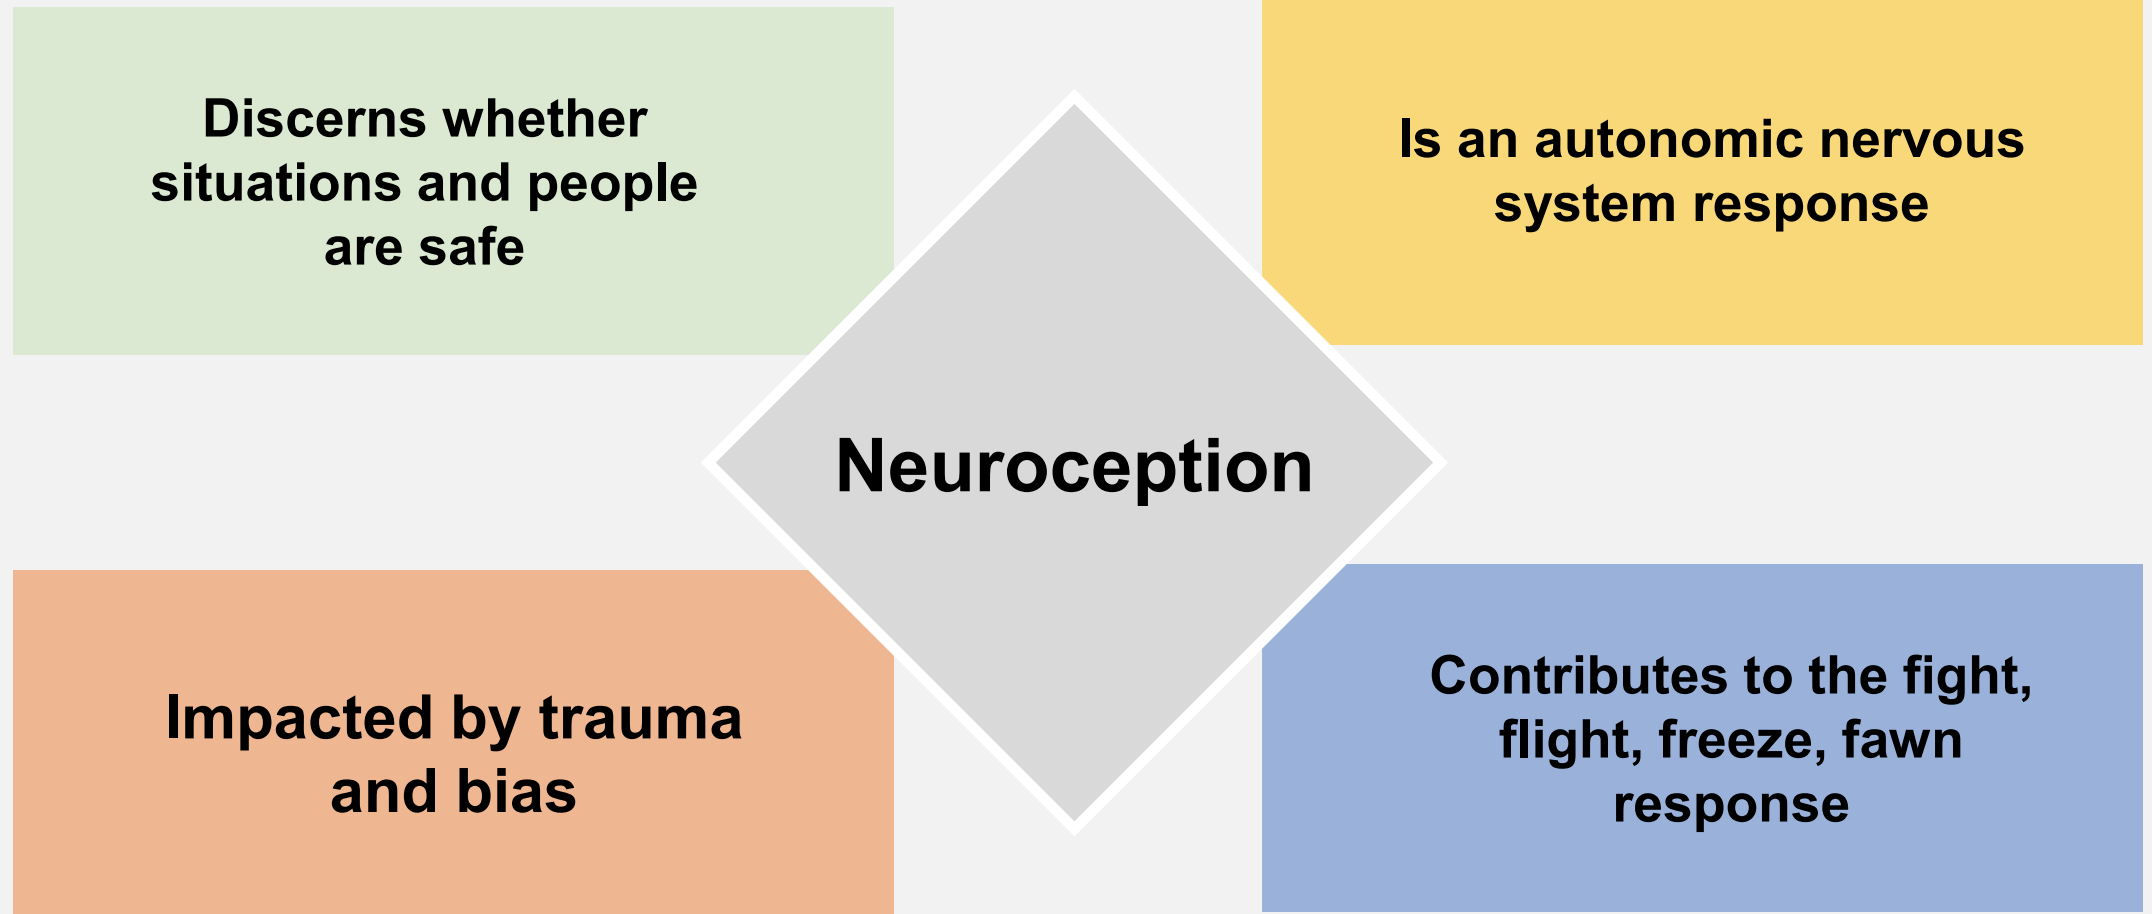 Discerns whether
situations and people
are safe
Is an autonomic nervous
system response
Neuroception
Impacted by trauma
and bias
Contributes to the fight,
flight, freeze, fawn
response